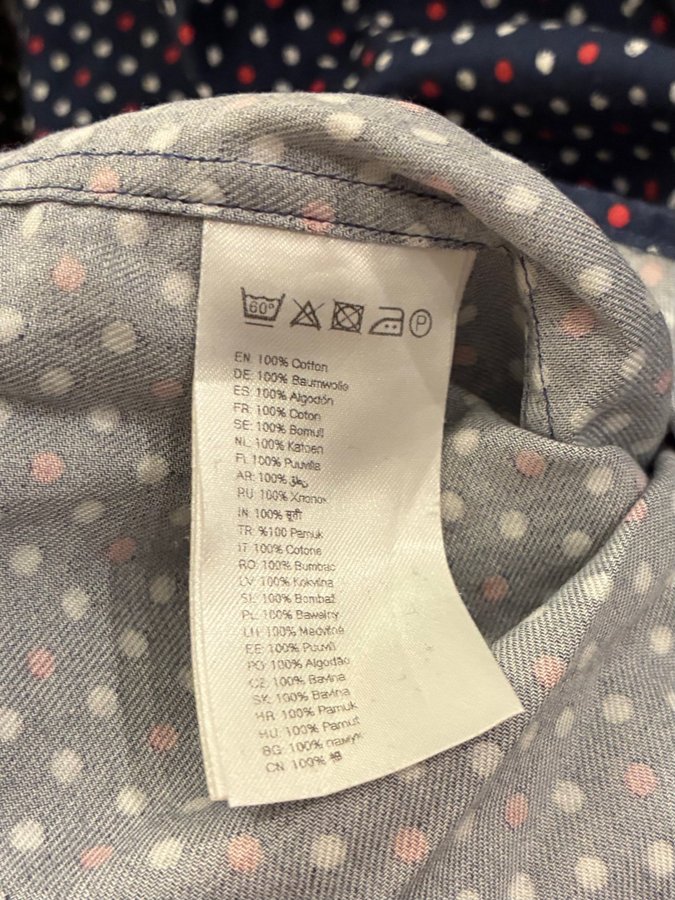 60°
P
EN: 100% Cotton
DE: 100% Baumwolle
ES: 100% Algodón
FR: 100% Coton
SE: 100% Bomull
NL: 100% Katoen
FI: 100% Puuvilla
AR: 100%
RU: 100% Хлопок
IN: 100% सूती
TR: %100 Pamuk
IT: 100% Cotone
RO: 100% Bumbac
LV: 100% Kokvilna
SL: 100% Bombaž
PL: 100% Bawełny
100% Medvilnė
EE: 100% Puuvill
PO: 100% Algodão
CZ: 100% Bavlna
SK: 100% Bavlna
HR: 100% Pamuk
HU: 100% Pamut
BG: 100% памук
CN: 100% 棉